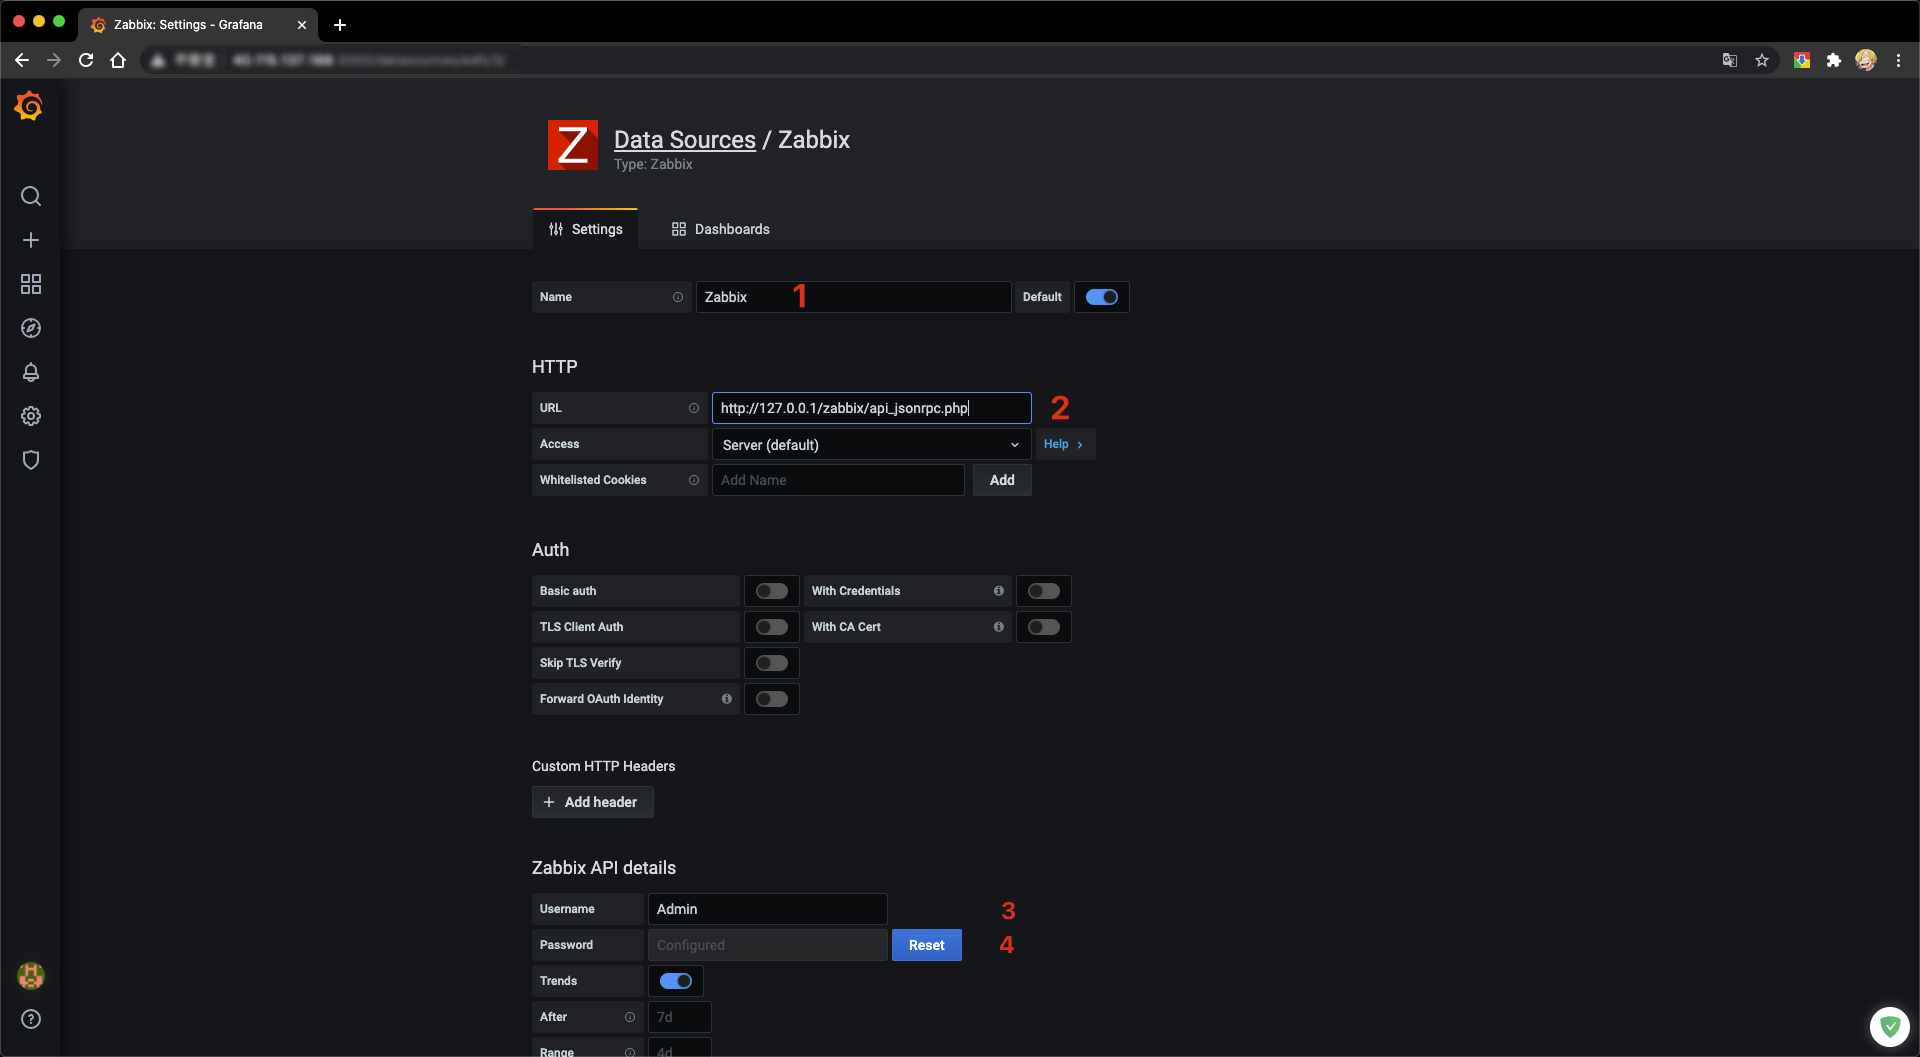 Zabbix: Settings - Grafana
Z
Data Sources / Zabbix
Type: Zabbix
Settings
Dashboards
Name
Zabbix
1
Default
HTTP
URL
http://127.0.0.1/zabbix/api_jsonrpc.php
2
Access
Server (default)
Help
Whitelisted Cookies
Add Name
Add
Auth
Basic auth
With Credentials
TLS Client Auth
With CA Cert
Skip TLS Verify
Forward OAuth Identity
Custom HTTP Headers
Add header
Zabbix API details
Username
Admin
3
Password
Configured
Reset
4
Trends
After
7d
Range
4d